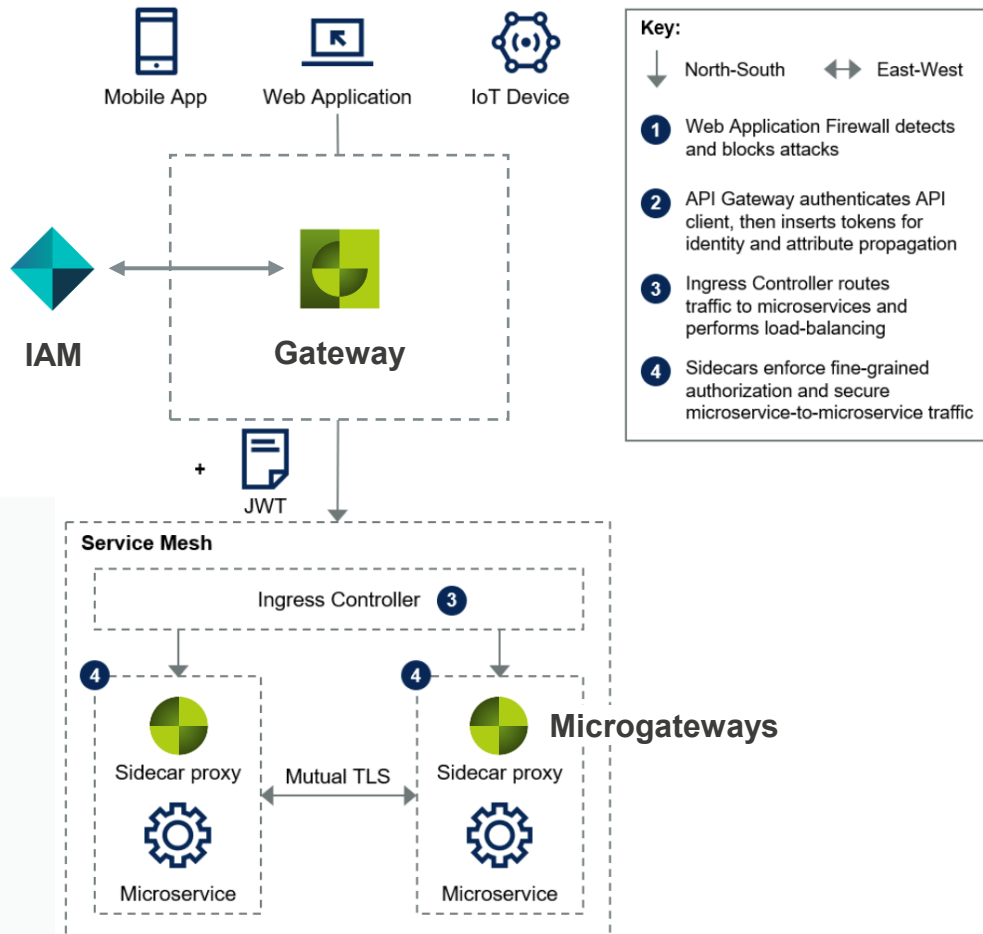 Mobile App
Web Application
IoT Device
Key:
North-South
East-West
1 Web Application Firewall detects
and blocks attacks
2 API Gateway authenticates API
client, then inserts tokens for
identity and attribute propagation
3 Ingress Controller routes
traffic to microservices and
performs load-balancing
4 Sidecars enforce fine-grained
authorization and secure
microservice-to-microservice traffic
IAM
Gateway
+
JWT
Service Mesh
Ingress Controller 3
4
4
Microgateways
Sidecar proxy
Mutual TLS
Sidecar proxy
Microservice
Microservice